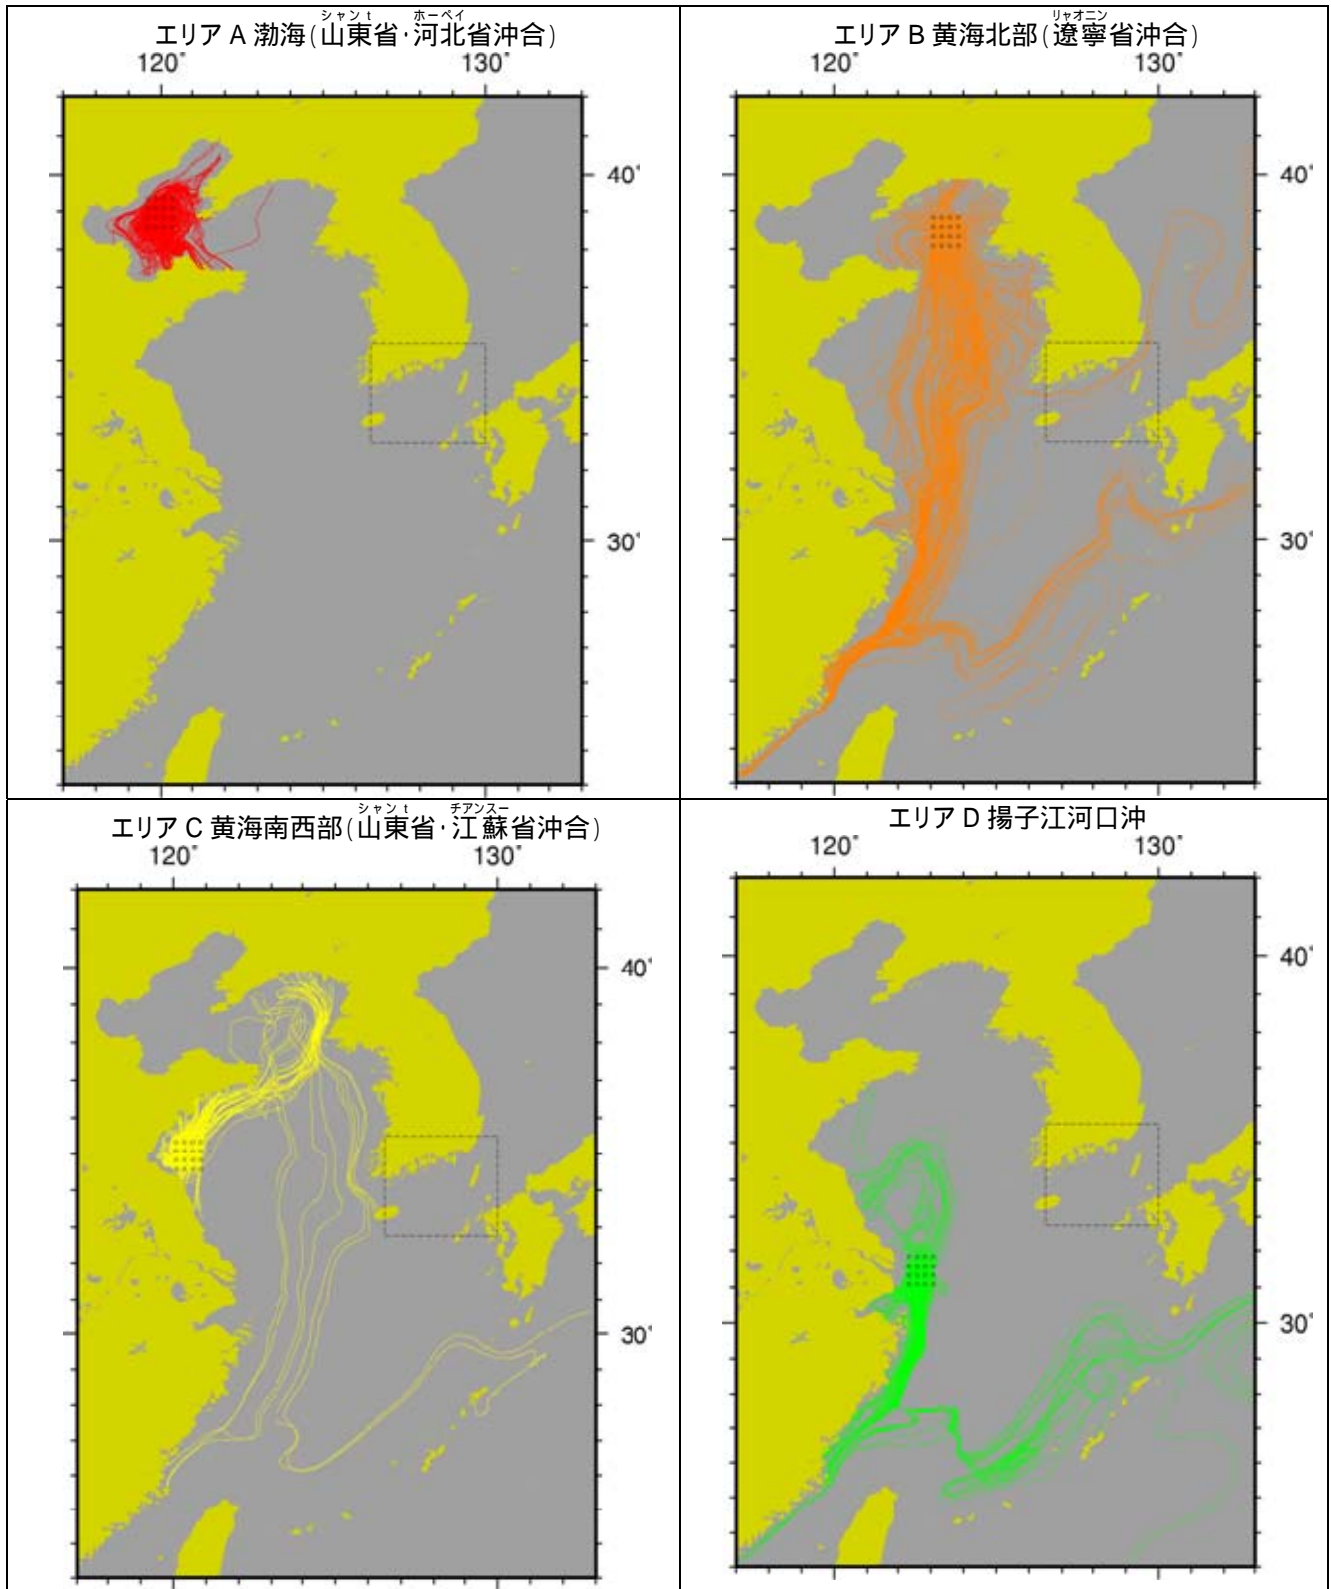 シャント ホーペイ
エリア A 渤海(山東省・河北省沖合)
120° 130°
40°
30°
リャオニン
エリア B 黄海北部(遼寧省沖合)
120° 130°
40°
30°
シャント チアンスー
エリア C 黄海南西部(山東省・江蘇省沖合)
120° 130°
40°
30°
エリア D 揚子江河口沖
120° 130°
40°
30°